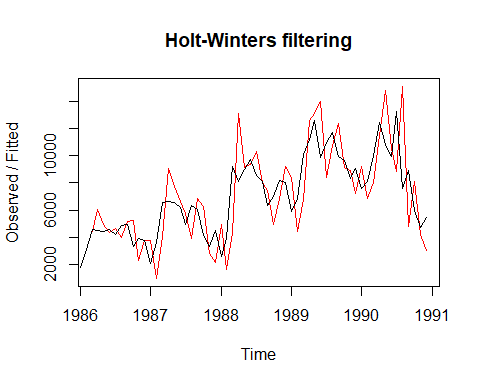 Holt-Winters filtering
Observed / Fitted
10000
6000
2000
1986 1987 1988 1989 1990 1991
Time